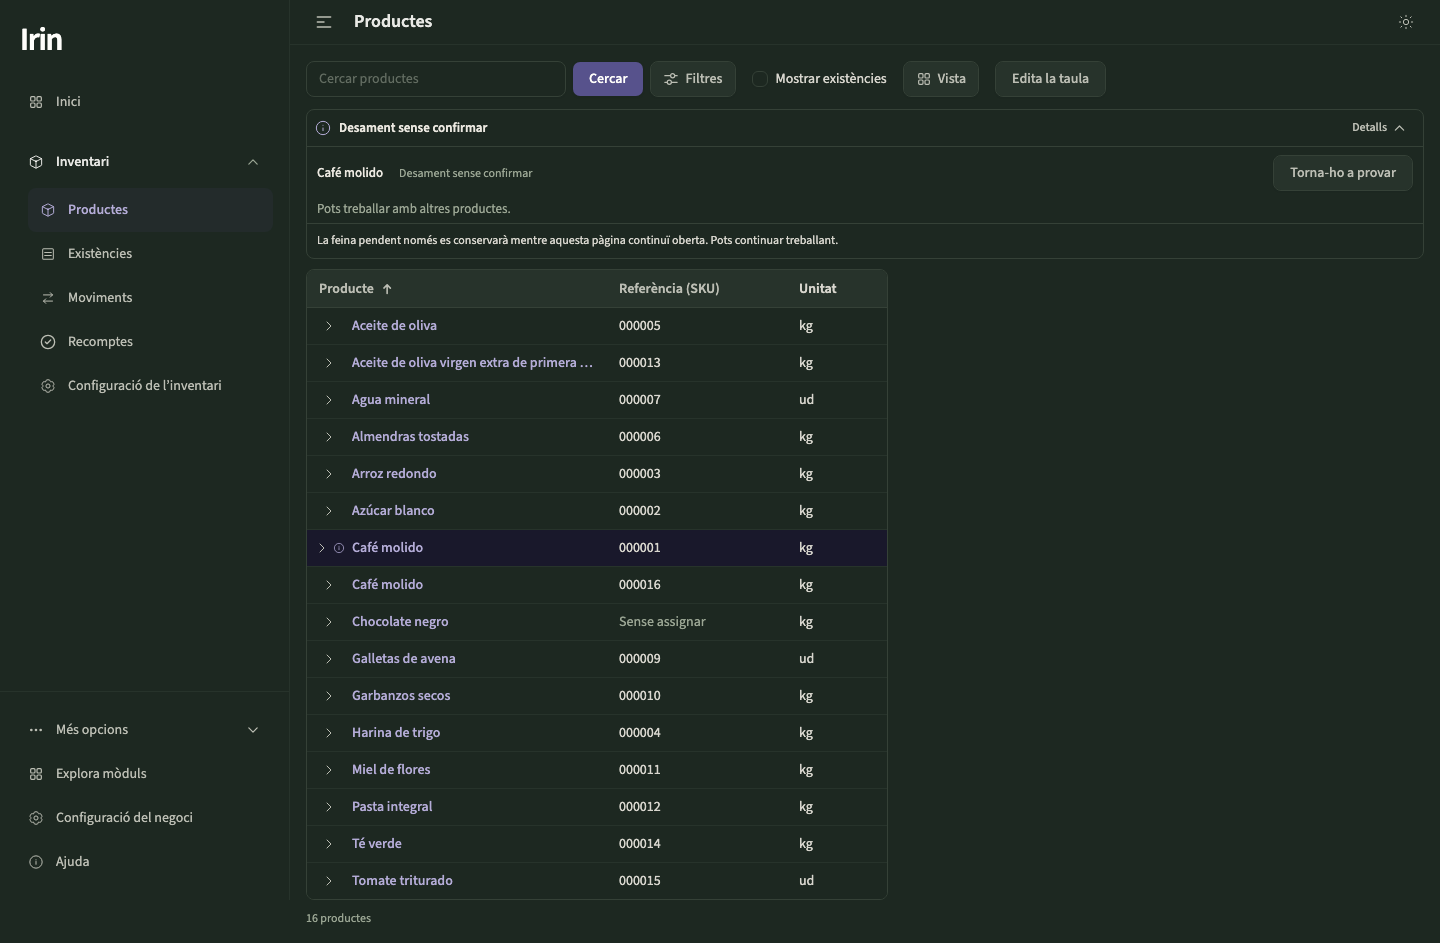 Irin
Inici
Inventari
Productes
Existències
Moviments
Recomptes
Configuració de l’inventari
Més opcions
Explora mòduls
Configuració del negoci
Ajuda
Productes
Cercar productes
Cercar
Filtres
Mostrar existències
Vista
Edita la taula
Desament sense confirmar
Detalls
Café molido Desament sense confirmar
Torna-ho a provar
Pots treballar amb altres productes.
La feina pendent només es conservarà mentre aquesta pàgina continuï oberta. Pots continuar treballant.
Producte Referència (SKU) Unitat
Aceite de oliva 000005 kg
Aceite de oliva virgen extra de primera … 000013 kg
Agua mineral 000007 ud
Almendras tostadas 000006 kg
Arroz redondo 000003 kg
Azúcar blanco 000002 kg
Café molido 000001 kg
Café molido 000016 kg
Chocolate negro Sense assignar kg
Galletas de avena 000009 ud
Garbanzos secos 000010 kg
Harina de trigo 000004 kg
Miel de flores 000011 kg
Pasta integral 000012 kg
Té verde 000014 kg
Tomate triturado 000015 ud
16 productes